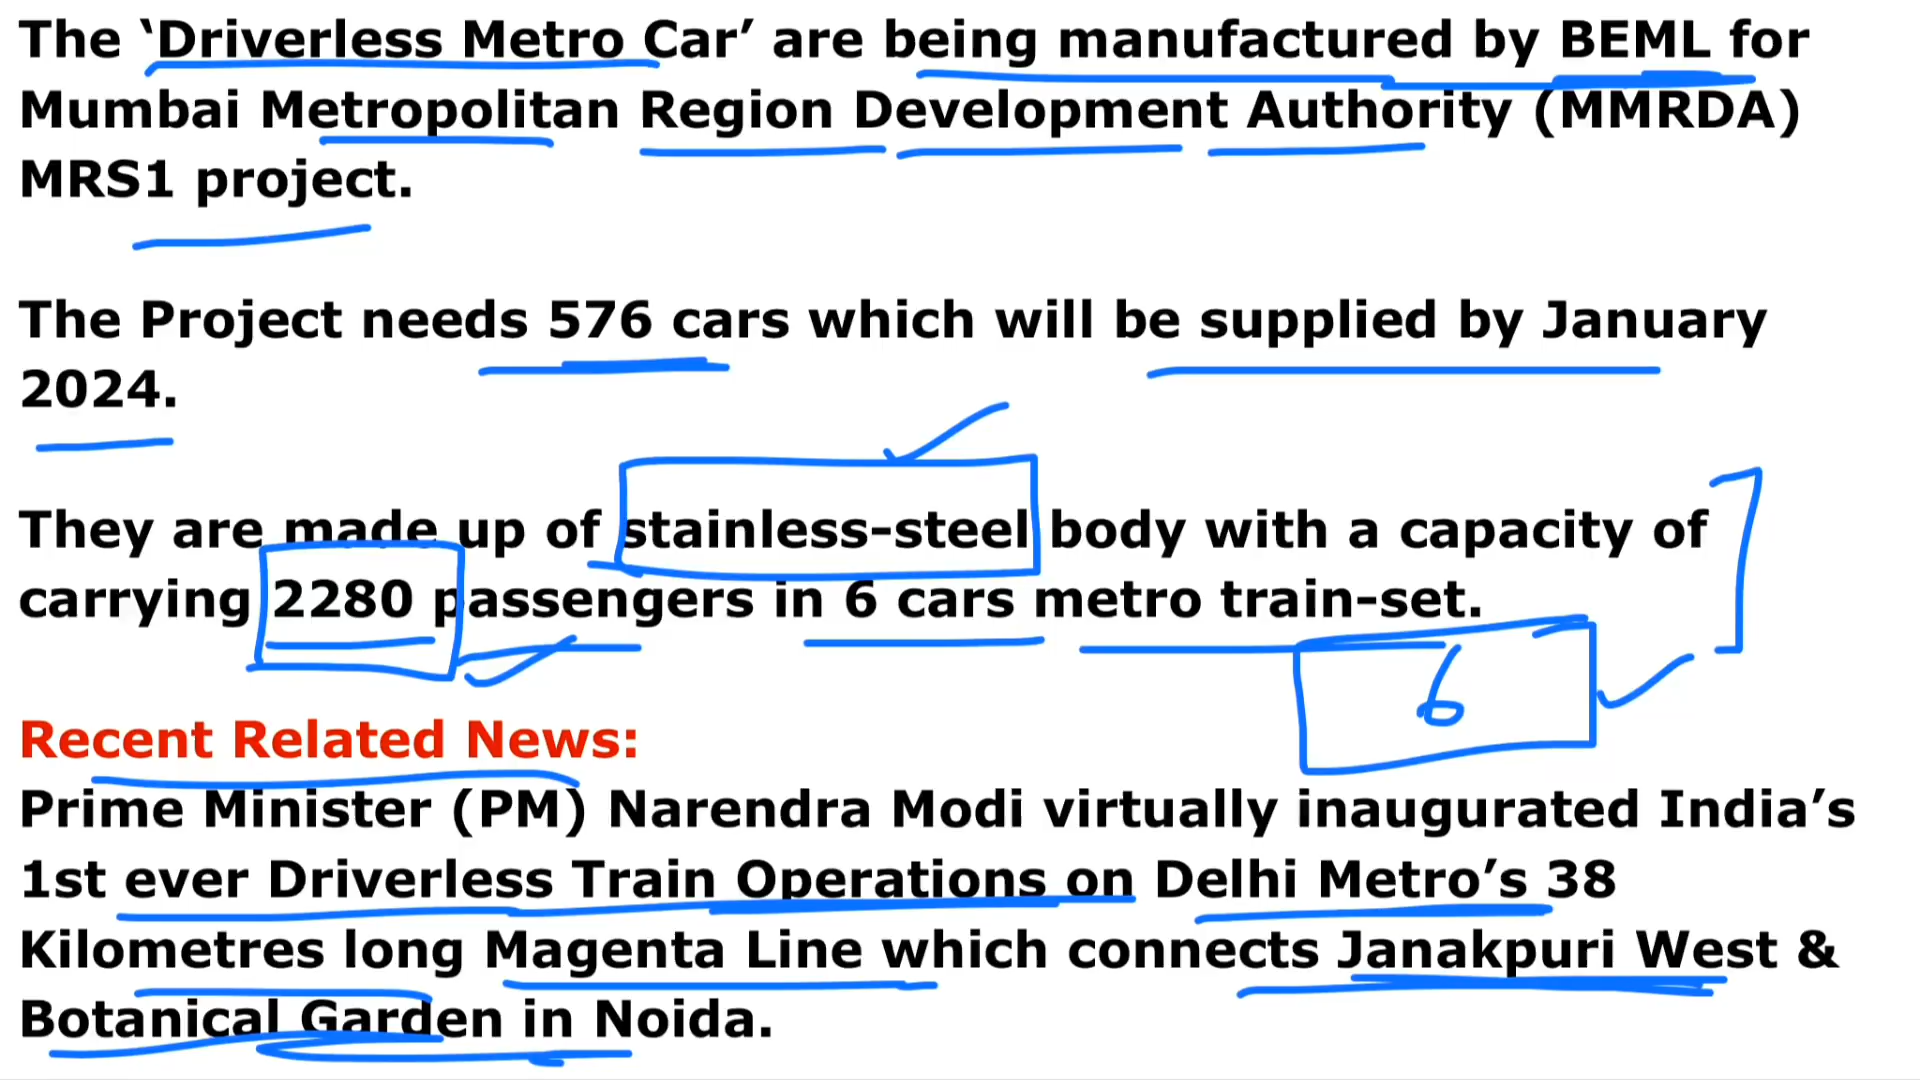 The ‘Driverless Metro Car’ are being manufactured by BEML for
Mumbai Metropolitan Region Development Authority (MMRDA)
MRS1 project.
The Project needs 576 cars which will be supplied by January
2024.
They are made up of stainless-steel body with a capacity of
carrying 2280 passengers in 6 cars metro train-set.
6
Recent Related News:
Prime Minister (PM) Narendra Modi virtually inaugurated India’s
1st ever Driverless Train Operations on Delhi Metro’s 38
Kilometres long Magenta Line which connects Janakpuri West &
Botanical Garden in Noida.